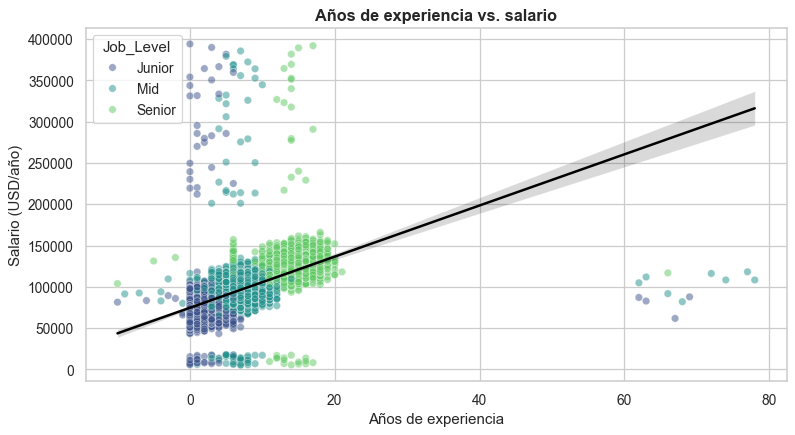 Años de experiencia vs. salario
Job_Level
Junior
Mid
Senior
Salario (USD/año)
400000
350000
300000
250000
200000
150000
100000
50000
0
0 20 40 60 80
Años de experiencia